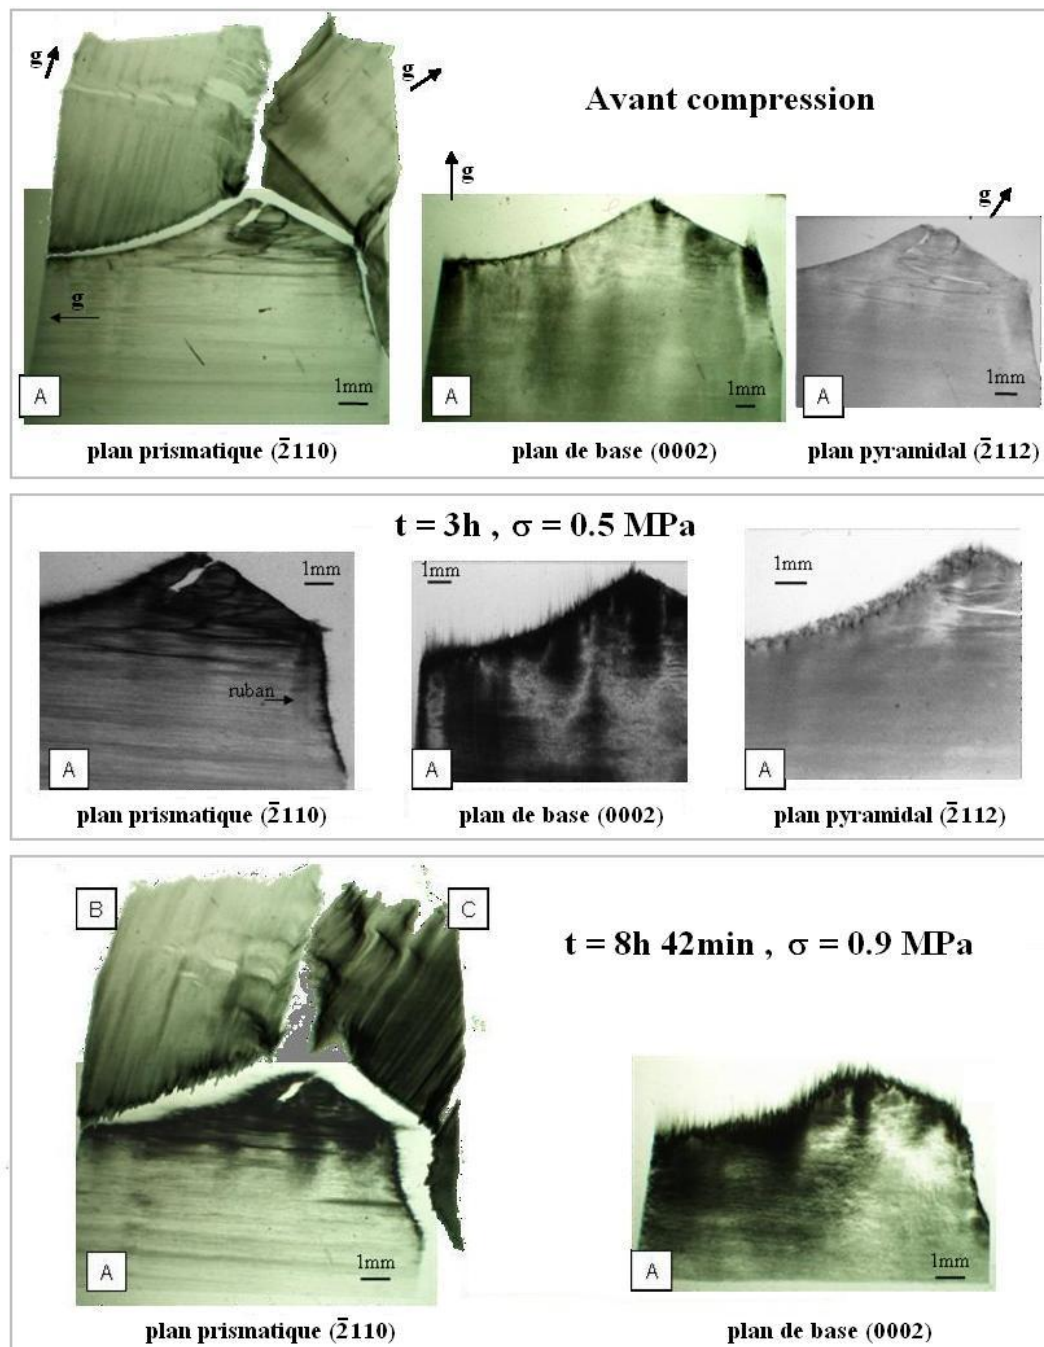 g
g
Avant compression
g
g
g
A
1mm
A
1mm
A
1mm
plan prismatique (2̄110)
plan de base (0002)
plan pyramidal (2̄112)
t = 3h , σ = 0.5 MPa
1mm
1mm
1mm
ruban
A
A
A
plan prismatique (2̄110)
plan de base (0002)
plan pyramidal (2̄112)
B
C
t = 8h 42min , σ = 0.9 MPa
A
1mm
A
1mm
plan prismatique (2̄110)
plan de base (0002)